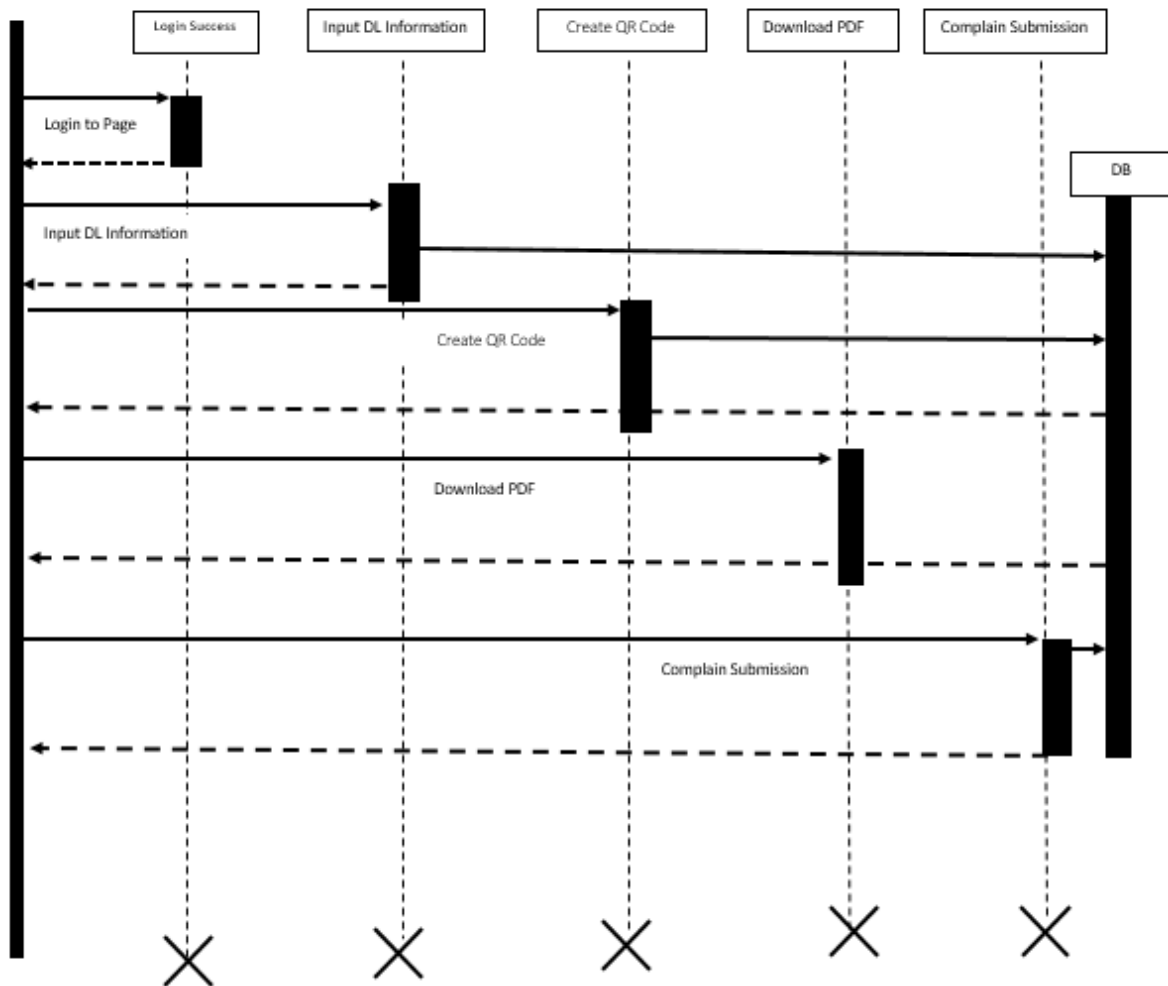 Login Success
Input DL Information
Create QR Code
Download PDF
Complain Submission
Login to Page
DB
Input DL Information
Create QR Code
Download PDF
Complain Submission